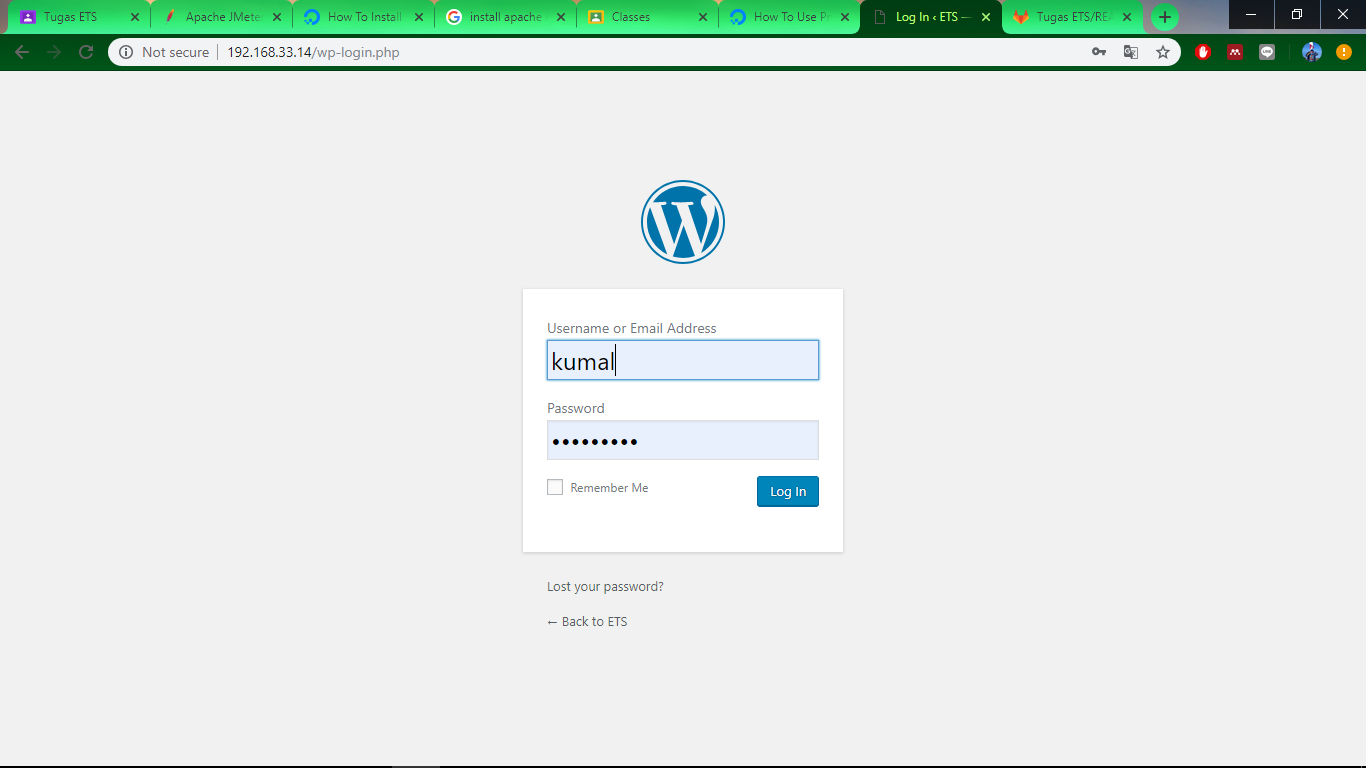 Tugas ETS
Apache JMete
How To Install
install apache
Classes
How To Use Pr
Log In ‹ ETS —
Tugas ETS/REA
Not secure
192.168.33.14/wp-login.php
Username or Email Address
kumal
Password
•••••••••
Remember Me
Log In
Lost your password?
← Back to ETS